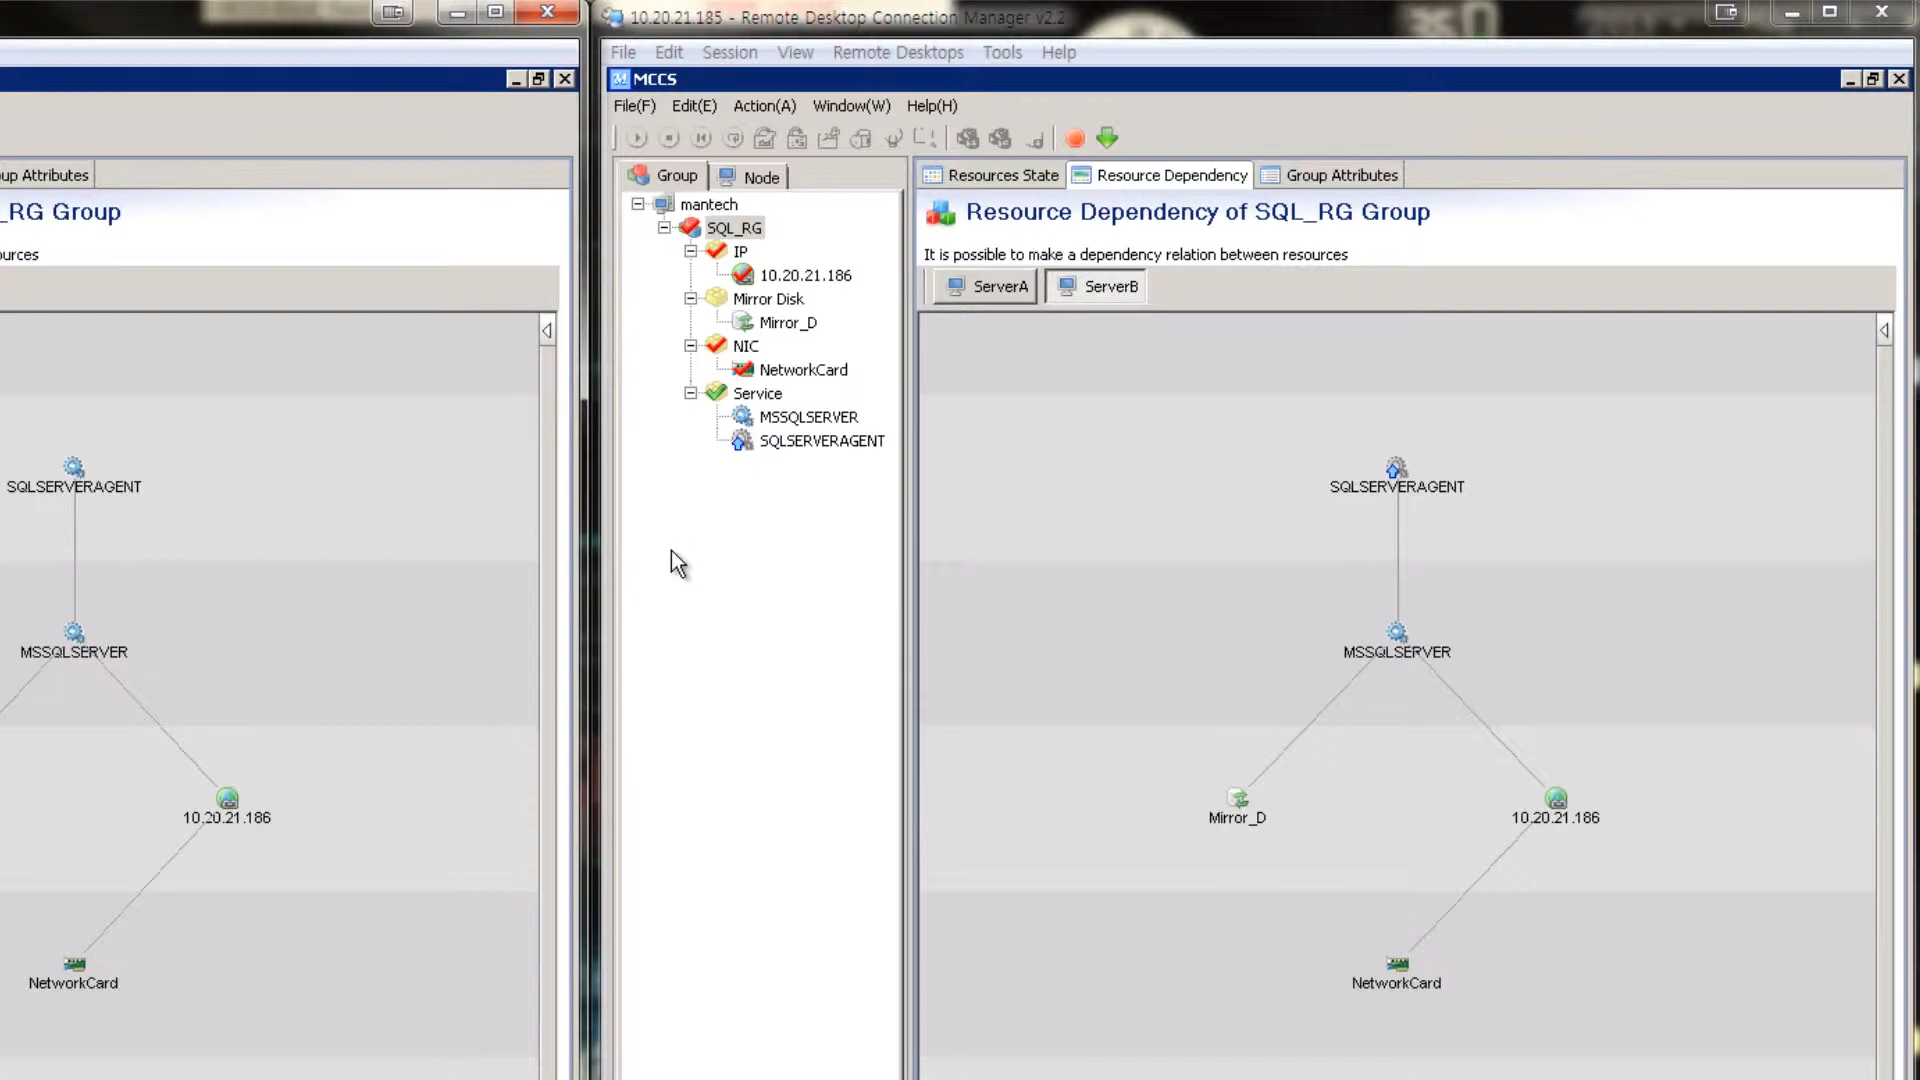 10.20.21.185 - Remote Desktop Connection Manager v2.2
File Edit Session View Remote Desktops Tools Help
MCCS
File(F) Edit(E) Action(A) Window(W) Help(H)
up Attributes
_RG Group
ources
SQLSERVERAGENT
MSSQLSERVER
10.20.21.186
NetworkCard
Group Node
mantech
SQL_RG
IP
10.20.21.186
Mirror Disk
Mirror_D
NIC
NetworkCard
Service
MSSQLSERVER
SQLSERVERAGENT
Resources State Resource Dependency Group Attributes
Resource Dependency of SQL_RG Group
It is possible to make a dependency relation between resources
ServerA ServerB
SQLSERVERAGENT
MSSQLSERVER
Mirror_D 10.20.21.186
NetworkCard